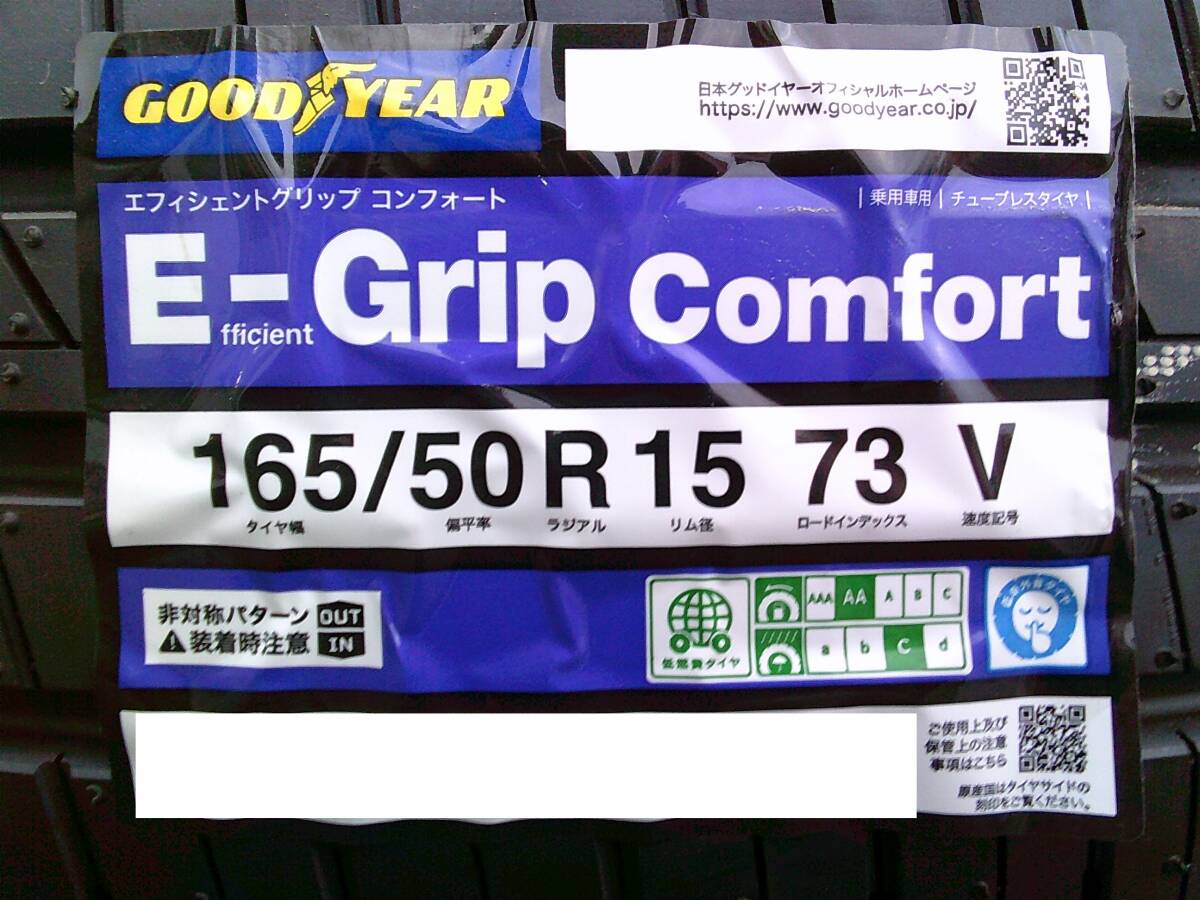 GOODYEAR
日本グッドイヤーオフィシャルホームページ
https://www.goodyear.co.jp/
エフィシェントグリップ コンフォート
| 乗用車用 | チューブレスタイヤ |
E-Grip Comfort
fficient
165/50 R 15 73 V
タイヤ幅 偏平率 ラジアル リム径 ロードインデックス 速度記号
非対称パターン OUT
装着時注意 IN
AAA AA A B C
a b C d
低燃費タイヤ
低車外音タイヤ
ご使用上及び
保管上の注意
事項はこちら
原産国はタイヤサイドの
刻印をご覧ください。